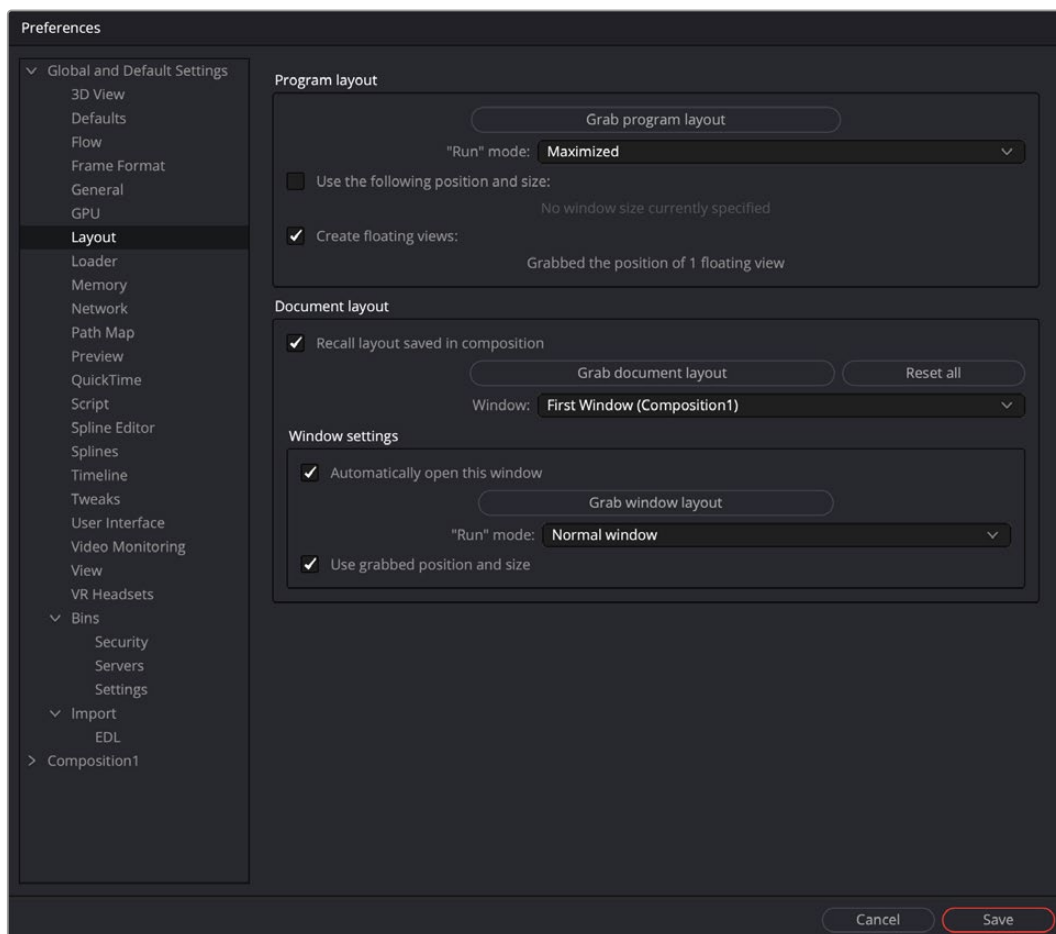 Preferences
Global and Default Settings
3D View
Defaults
Flow
Frame Format
General
GPU
Layout
Loader
Memory
Network
Path Map
Preview
QuickTime
Script
Spline Editor
Splines
Timeline
Tweaks
User Interface
Video Monitoring
View
VR Headsets
Bins
Security
Servers
Settings
Import
EDL
Composition1
Program layout
Grab program layout
"Run" mode: Maximized
Use the following position and size:
No window size currently specified
Create floating views:
Grabbed the position of 1 floating view
Document layout
Recall layout saved in composition
Grab document layout Reset all
Window: First Window (Composition1)
Window settings
Automatically open this window
Grab window layout
"Run" mode: Normal window
Use grabbed position and size
Cancel Save